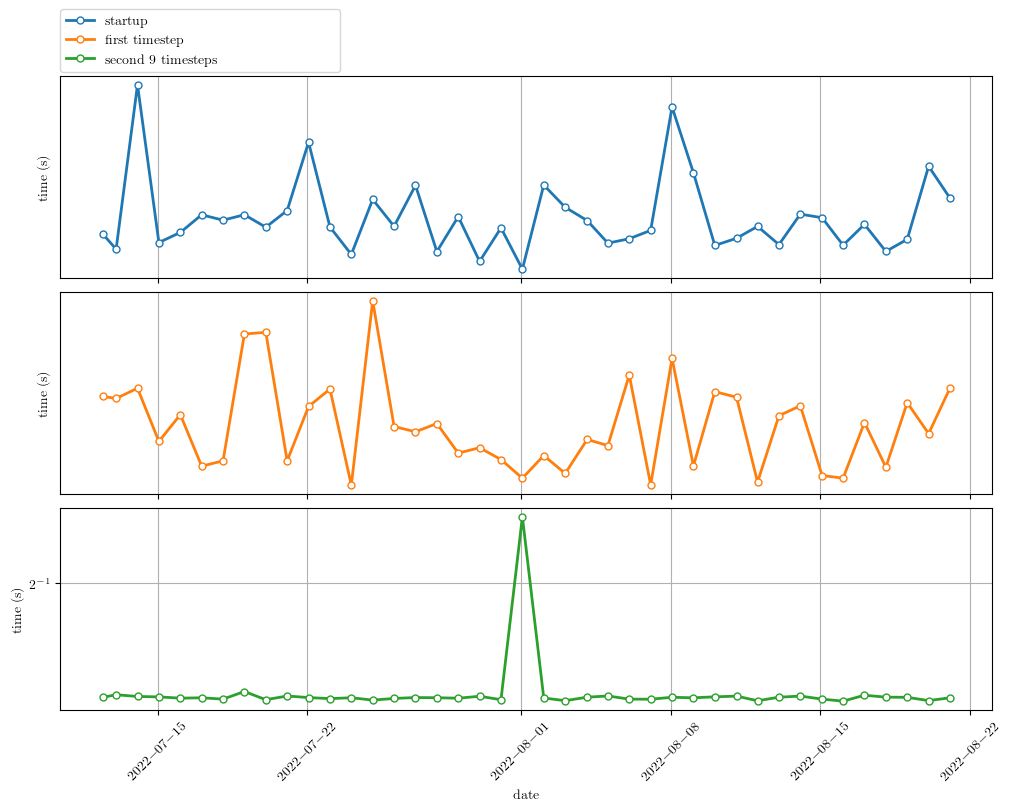 startup
first timestep
second 9 timesteps
time (s)
time (s)
time (s)
2⁻¹
2022−07−15
2022−07−22
2022−08−01
2022−08−08
2022−08−15
2022−08−22
date